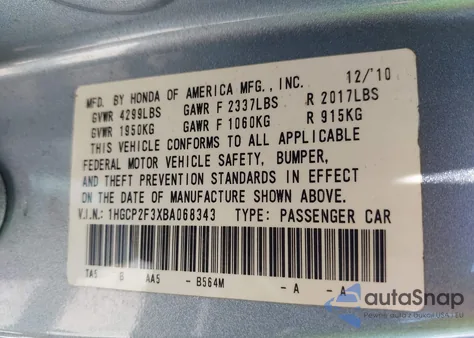 MFD. BY HONDA OF AMERICA MFG., INC. 12/'10
GVWR 4299LBS GAWR F 2337LBS R 2017LBS
GVWR 1950KG GAWR F 1060KG R 915KG
THIS VEHICLE CONFORMS TO ALL APPLICABLE
FEDERAL MOTOR VEHICLE SAFETY, BUMPER,
AND THEFT PREVENTION STANDARDS IN EFFECT
ON THE DATE OF MANUFACTURE SHOWN ABOVE.
V.I.N.: 1HGCP2F3XBA068343 TYPE: PASSENGER CAR
TA5 B AA5 - B564M - A - A
autoSnap